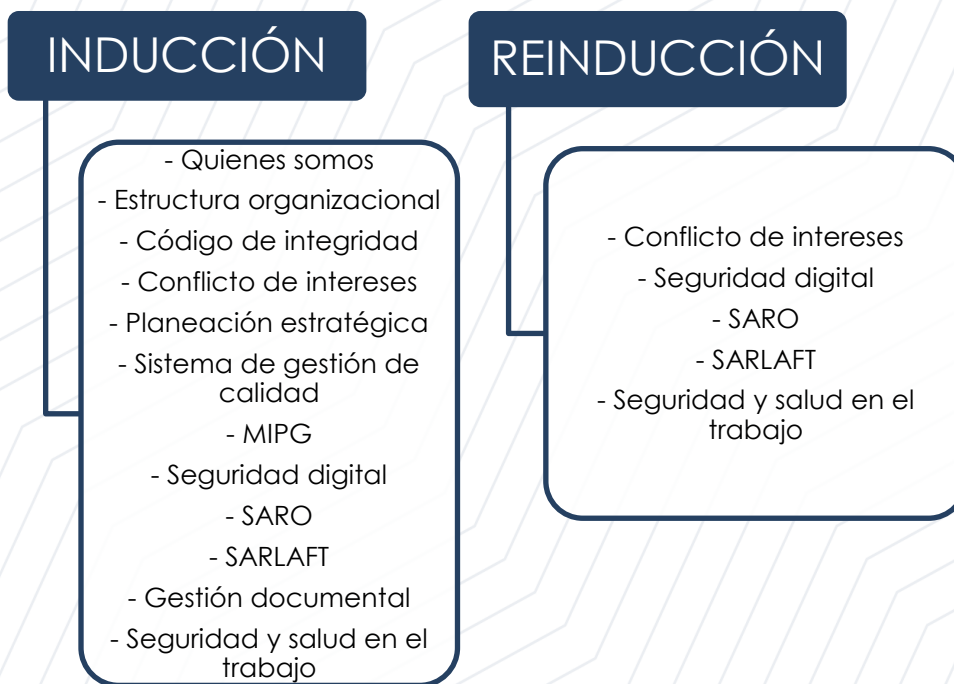 INDUCCIÓN
- Quienes somos
- Estructura organizacional
- Código de integridad
- Conflicto de intereses
- Planeación estratégica
- Sistema de gestión de
calidad
- MIPG
- Seguridad digital
- SARO
- SARLAFT
- Gestión documental
- Seguridad y salud en el
trabajo
REINDUCCIÓN
- Conflicto de intereses
- Seguridad digital
- SARO
- SARLAFT
- Seguridad y salud en el
trabajo